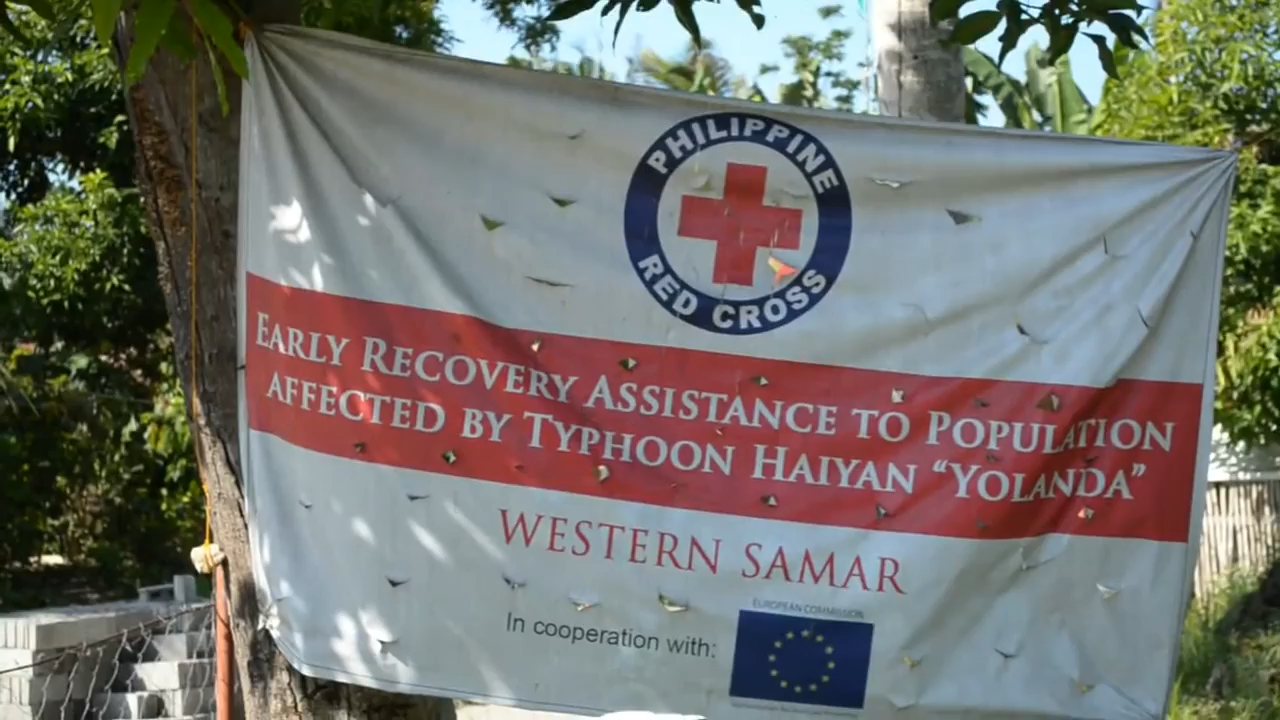 PHILIPPINE
RED CROSS
EARLY RECOVERY ASSISTANCE TO POPULATION
AFFECTED BY TYPHOON HAIYAN “YOLANDA”
WESTERN SAMAR
EUROPEAN COMMISSION
In cooperation with: